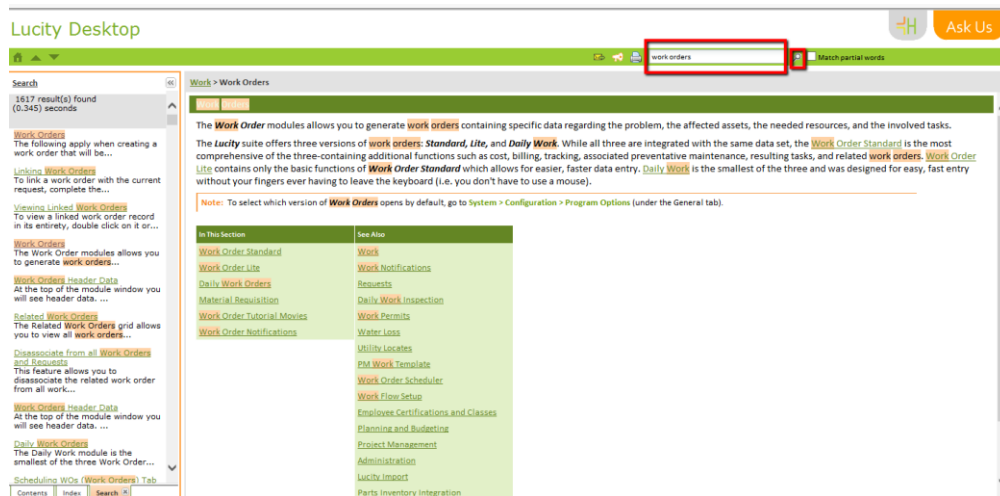 Lucity Desktop
H
Ask Us
work orders
Match partial words
Search
1617 result(s) found
(0.345) seconds
Work Orders
The following apply when creating a
work order that will be...
Linking Work Orders
To link a work order with the current
request, complete the...
Viewing Linked Work Orders
To view a linked work order record
in its entirety, double click on it or...
Work Orders
The Work Order modules allows you
to generate work orders...
Work Orders Header Data
At the top of the module window you
will see header data. ...
Related Work Orders
The Related Work Orders grid allows
you to view all work orders...
Disassociate from all Work Orders
and Requests
This feature allows you to
disassociate the related work order
from all work...
Work Orders Header Data
At the top of the module window you
will see header data. ...
Daily Work Orders
The Daily Work module is the
smallest of the three Work Order...
Scheduling WOs (Work Orders) Tab
Contents Index Search
Work > Work Orders
Work Orders
The Work Order modules allows you to generate work orders containing specific data regarding the problem, the affected assets, the needed resources, and the involved tasks.
The Lucity suite offers three versions of work orders: Standard, Lite, and Daily Work. While all three are integrated with the same data set, the Work Order Standard is the most
comprehensive of the three-containing additional functions such as cost, billing, tracking, associated preventative maintenance, resulting tasks, and related work orders. Work Order
Lite contains only the basic functions of Work Order Standard which allows for easier, faster data entry. Daily Work is the smallest of the three and was designed for easy, fast entry
without your fingers ever having to leave the keyboard (i.e. you don't have to use a mouse).
Note: To select which version of Work Orders opens by default, go to System > Configuration > Program Options (under the General tab).
In This Section
Work Order Standard
Work Order Lite
Daily Work Orders
Material Requisition
Work Order Tutorial Movies
Work Order Notifications
See Also
Work
Work Notifications
Requests
Daily Work Inspection
Work Permits
Water Loss
Utility Locates
PM Work Template
Work Order Scheduler
Work Flow Setup
Employee Certifications and Classes
Planning and Budgeting
Project Management
Administration
Lucity Import
Parts Inventory Integration